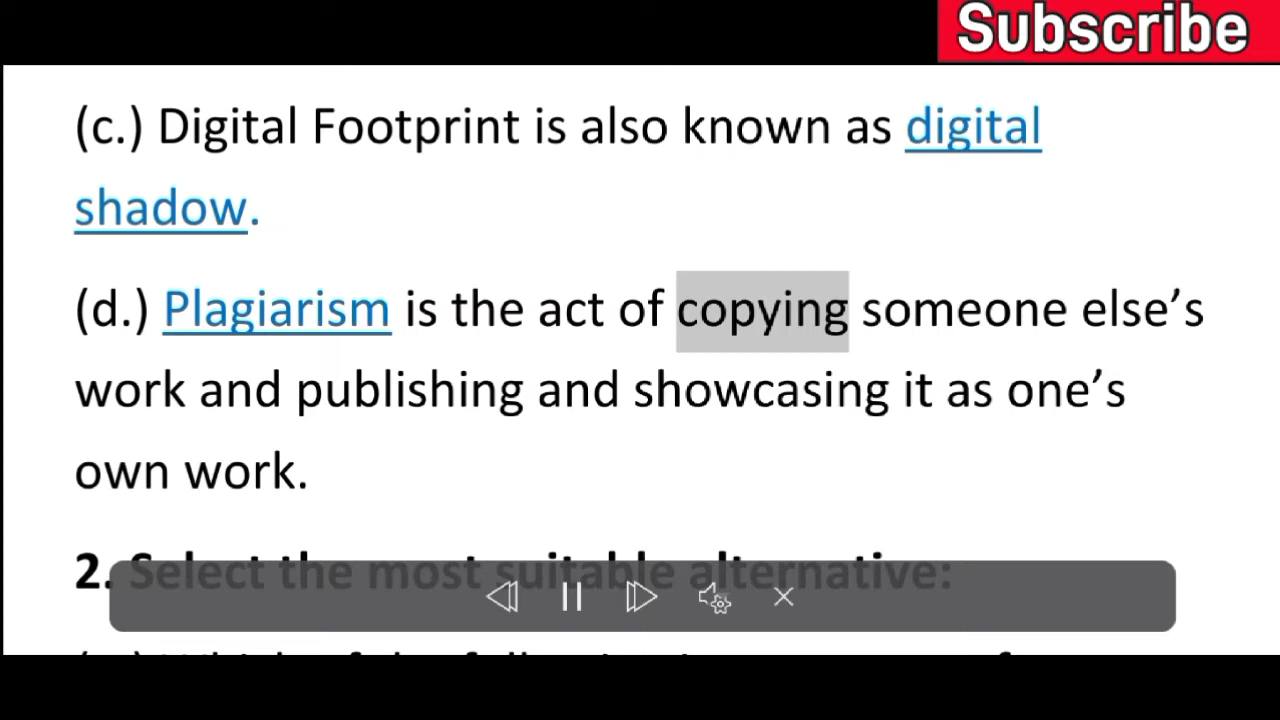 Subscribe
(c.) Digital Footprint is also known as digital
shadow.
(d.) Plagiarism is the act of copying someone else’s
work and publishing and showcasing it as one’s
own work.
2. Select the most suitable alternative: